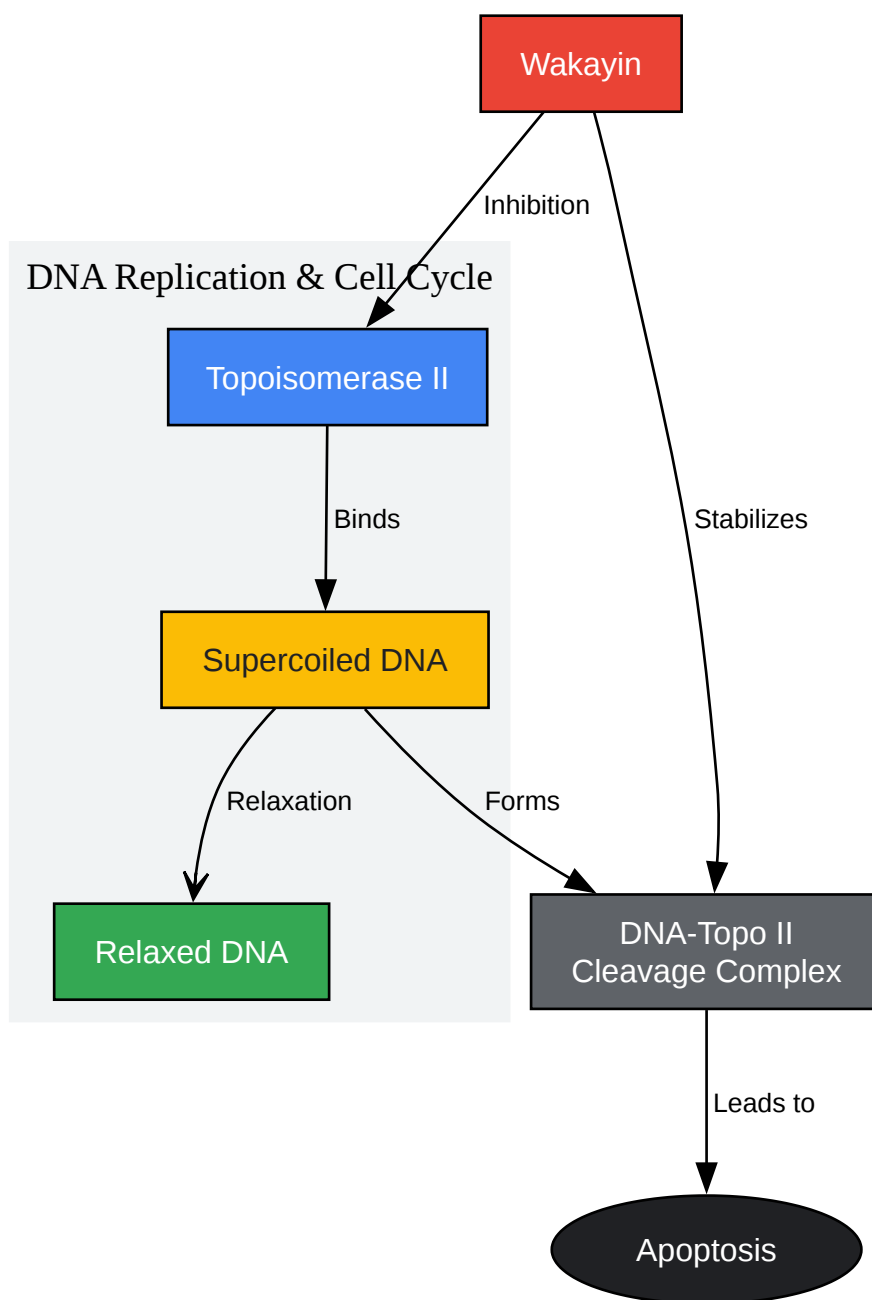 Wakayin
Inhibition
DNA Replication & Cell Cycle
Topoisomerase II
Binds
Stabilizes
Supercoiled DNA
Relaxation
Forms
Relaxed DNA
DNA-Topo II
Cleavage Complex
Leads to
Apoptosis